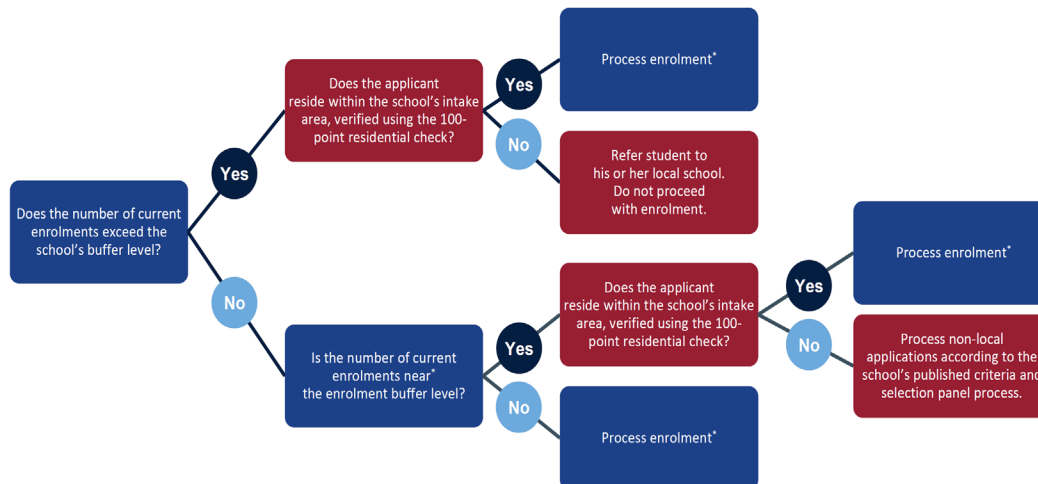 Does the number of current
enrolments exceed the
school's buffer level?
Yes
No
Does the applicant
reside within the school's intake
area, verified using the 100-
point residential check?
Yes
No
Process enrolment*
Refer student to
his or her local school.
Do not proceed
with enrolment.
Is the number of current
enrolments near*
the enrolment buffer level?
Yes
No
Does the applicant
reside within the school's intake
area, verified using the 100-
point residential check?
Process enrolment*
Yes
No
Process enrolment*
Process non-local
applications according to the
school's published criteria and
selection panel process.